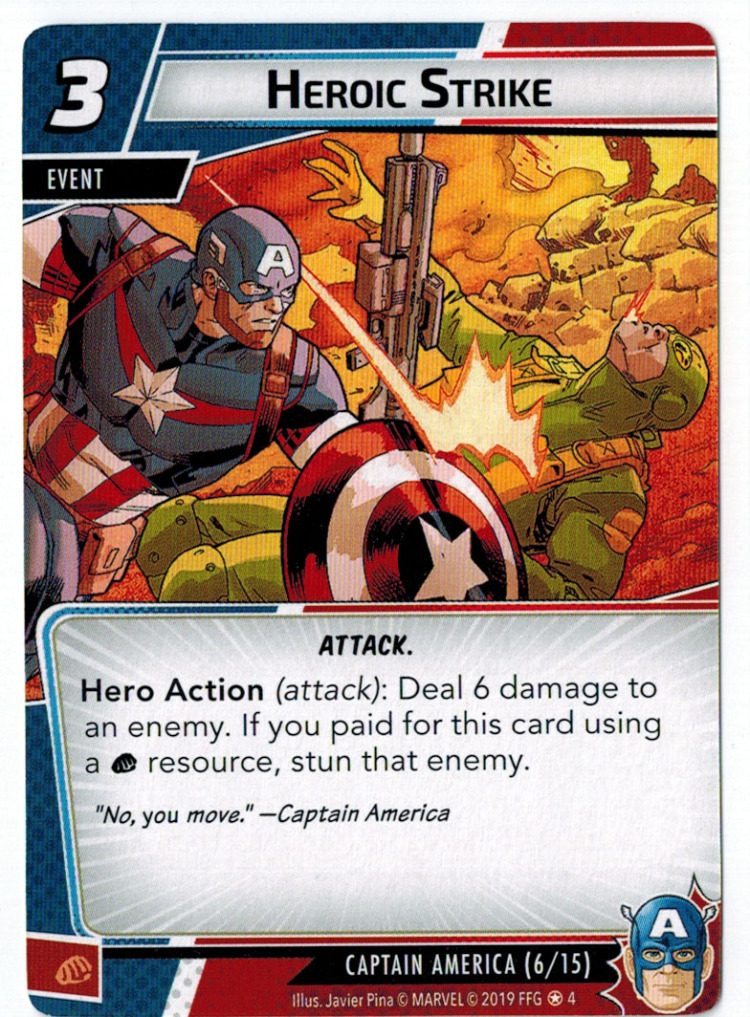 3
HEROIC STRIKE
EVENT
A
ATTACK.
Hero Action (attack): Deal 6 damage to
an enemy. If you paid for this card using
a resource, stun that enemy.
"No, you move." —Captain America
A
CAPTAIN AMERICA (6/15)
Illus. Javier Pina © MARVEL © 2019 FFG 4